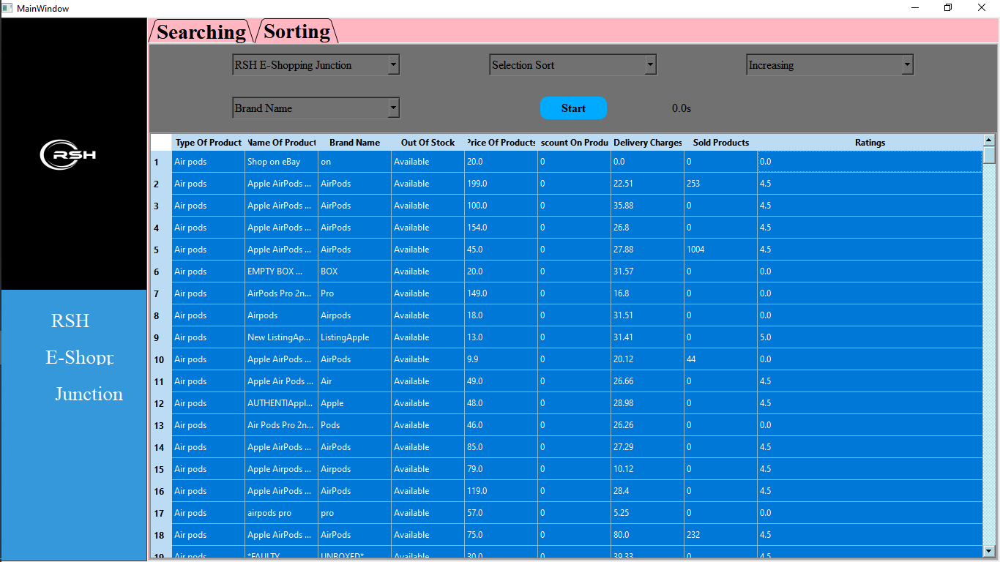 MainWindow
Searching Sorting
RSH E-Shopping Junction Selection Sort Increasing
Brand Name Start 0.0s
RSH
RSH
E-Shopp
Junction
Type Of Product Name Of Product Brand Name Out Of Stock Price Of Products scount On Produ Delivery Charges Sold Products Ratings
1 Air pods Shop on eBay on Available 20.0 0 0.0 0 0.0
2 Air pods Apple AirPods ... AirPods Available 199.0 0 22.51 253 4.5
3 Air pods Apple AirPods ... AirPods Available 100.0 0 35.88 0 4.5
4 Air pods Apple AirPods ... AirPods Available 154.0 0 26.8 0 4.5
5 Air pods Apple AirPods ... AirPods Available 45.0 0 27.88 1004 4.5
6 Air pods EMPTY BOX ... BOX Available 20.0 0 31.57 0 0.0
7 Air pods AirPods Pro 2n... Pro Available 149.0 0 16.8 0 0.0
8 Air pods Airpods Airpods Available 18.0 0 31.51 0 0.0
9 Air pods New ListingAp... ListingApple Available 13.0 0 31.41 0 5.0
10 Air pods Apple AirPods ... AirPods Available 9.9 0 20.12 44 0.0
11 Air pods Apple Air Pods ... Air Available 49.0 0 26.66 0 4.5
12 Air pods AUTHENTIAppl... Apple Available 48.0 0 28.98 0 4.5
13 Air pods Air Pods Pro 2n... Pods Available 46.0 0 26.26 0 0.0
14 Air pods Apple AirPods ... AirPods Available 85.0 0 27.29 0 4.5
15 Air pods Apple Airpods ... Airpods Available 79.0 0 10.12 0 4.5
16 Air pods Apple AirPods ... AirPods Available 119.0 0 28.4 0 4.5
17 Air pods airpods pro pro Available 57.0 0 5.25 0 0.0
18 Air pods Apple AirPods ... AirPods Available 75.0 0 80.0 232 4.5
19 Air pods *FAULTY UNBOXED* Available 30.0 0 39.33 0 4.5